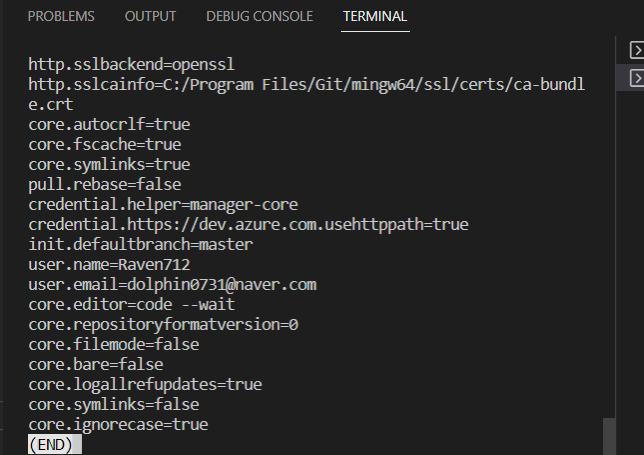 PROBLEMS OUTPUT DEBUG CONSOLE TERMINAL
http.sslbackend=openssl
http.sslcainfo=C:/Program Files/Git/mingw64/ssl/certs/ca-bundl
e.crt
core.autocrlf=true
core.fscache=true
core.symlinks=true
pull.rebase=false
credential.helper=manager-core
credential.https://dev.azure.com.usehttppath=true
init.defaultbranch=master
user.name=Raven712
user.email=dolphin0731@naver.com
core.editor=code --wait
core.repositoryformatversion=0
core.filemode=false
core.bare=false
core.logallrefupdates=true
core.symlinks=false
core.ignorecase=true
(END)